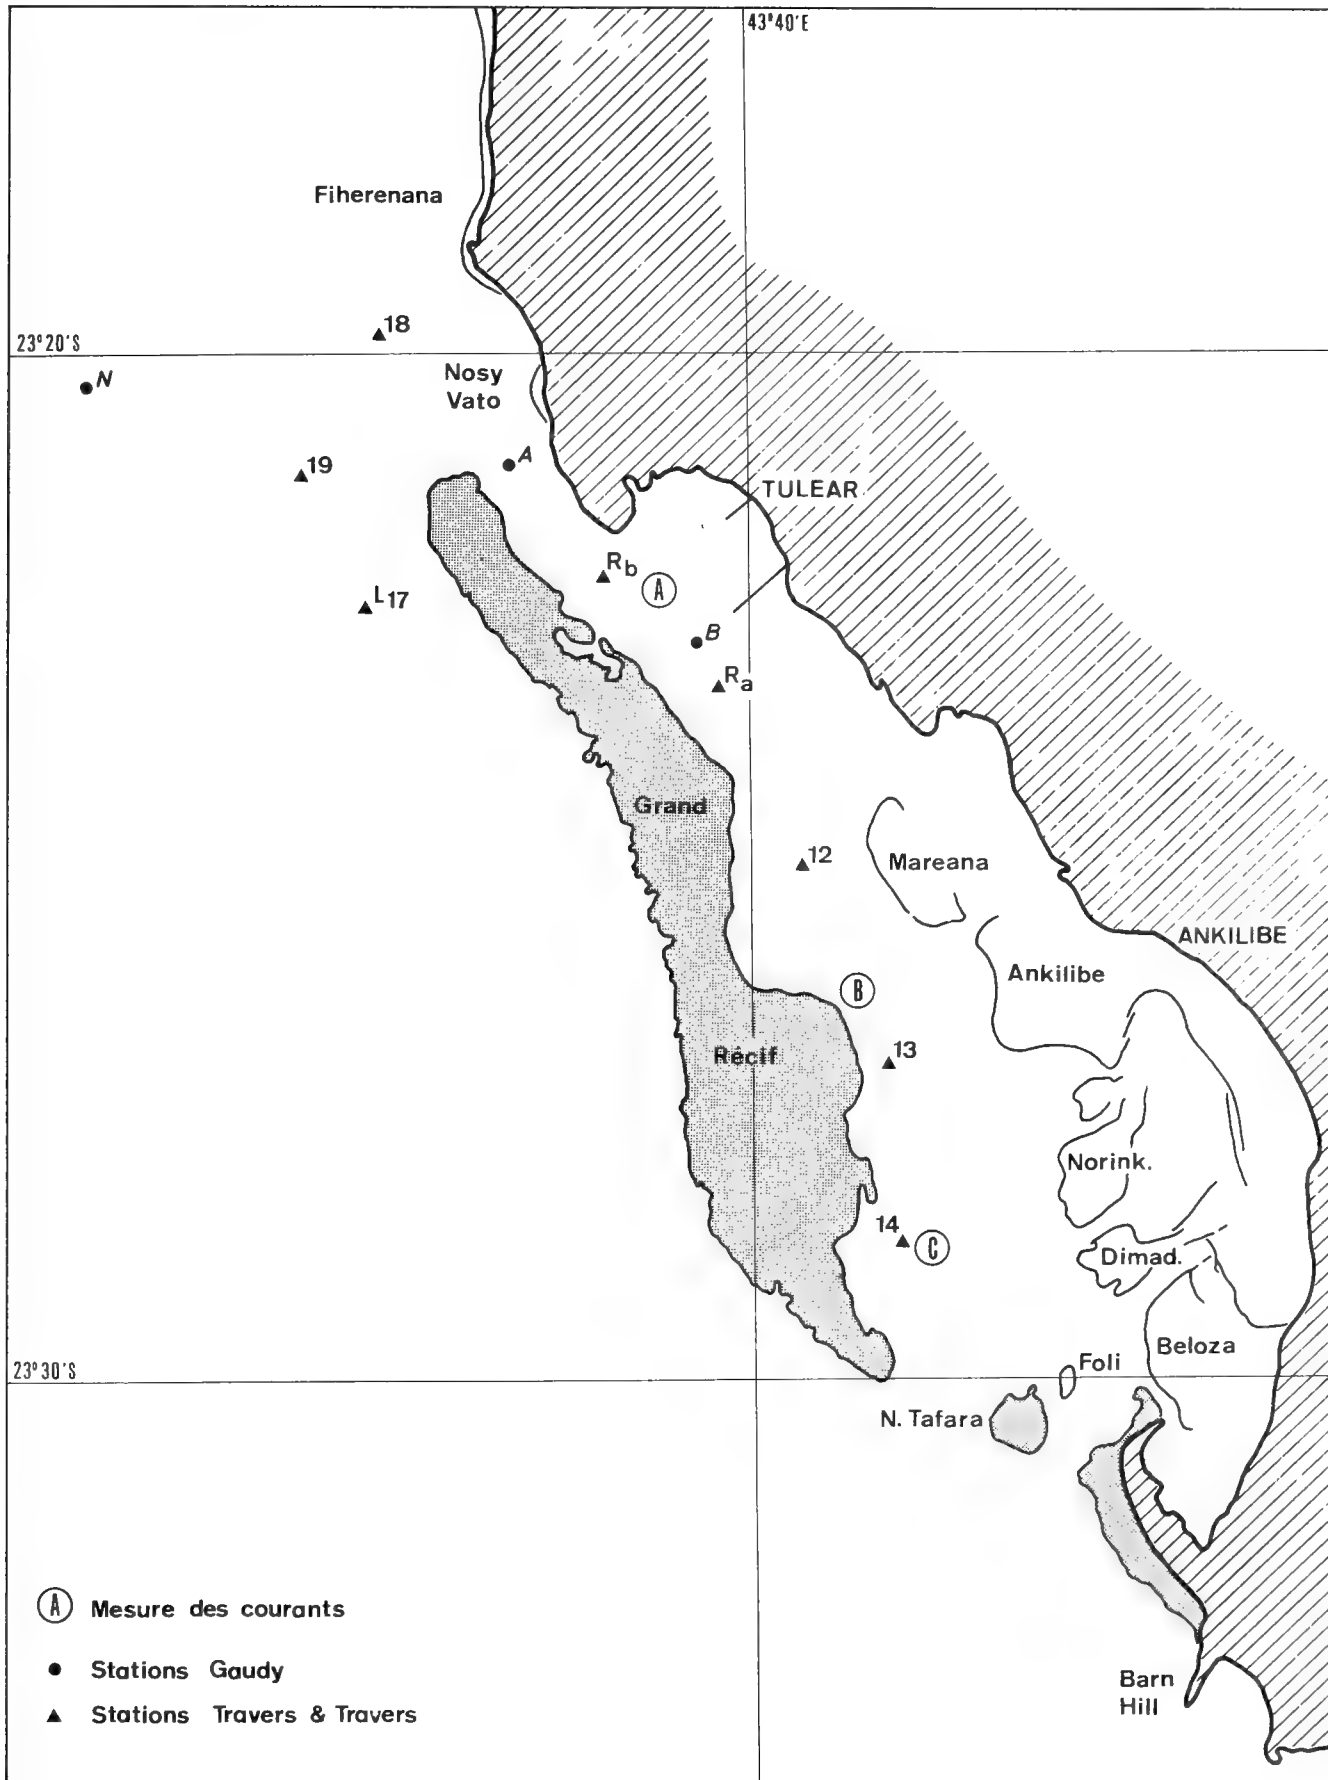 43°40'E
Fiherenana
18
23°20'S
N
Nosy
Vato
19
A
TULEAR
Rb
A
L17
B
Ra
Grand
12
Mareana
ANKILIBE
Ankilibe
B
Récif
13
Norink.
14
C
Dimad.
Beloza
23°30'S
Foli
N. Tafara
A Mesure des courants
Stations Gaudy
Stations Travers & Travers
Barn
Hill